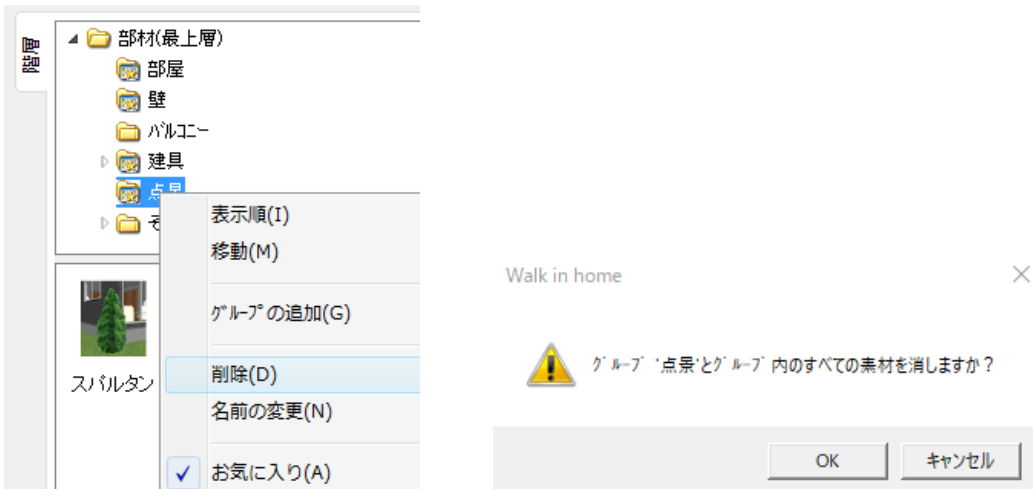 階層
部材(最上層)
部屋
壁
バルコニー
建具
点景
そ
表示順(I)
移動(M)
グループの追加(G)
削除(D)
名前の変更(N)
お気に入り(A)
スパルタン
Walk in home
グループ '点景'とグループ内のすべての素材を消しますか？
OK
キャンセル